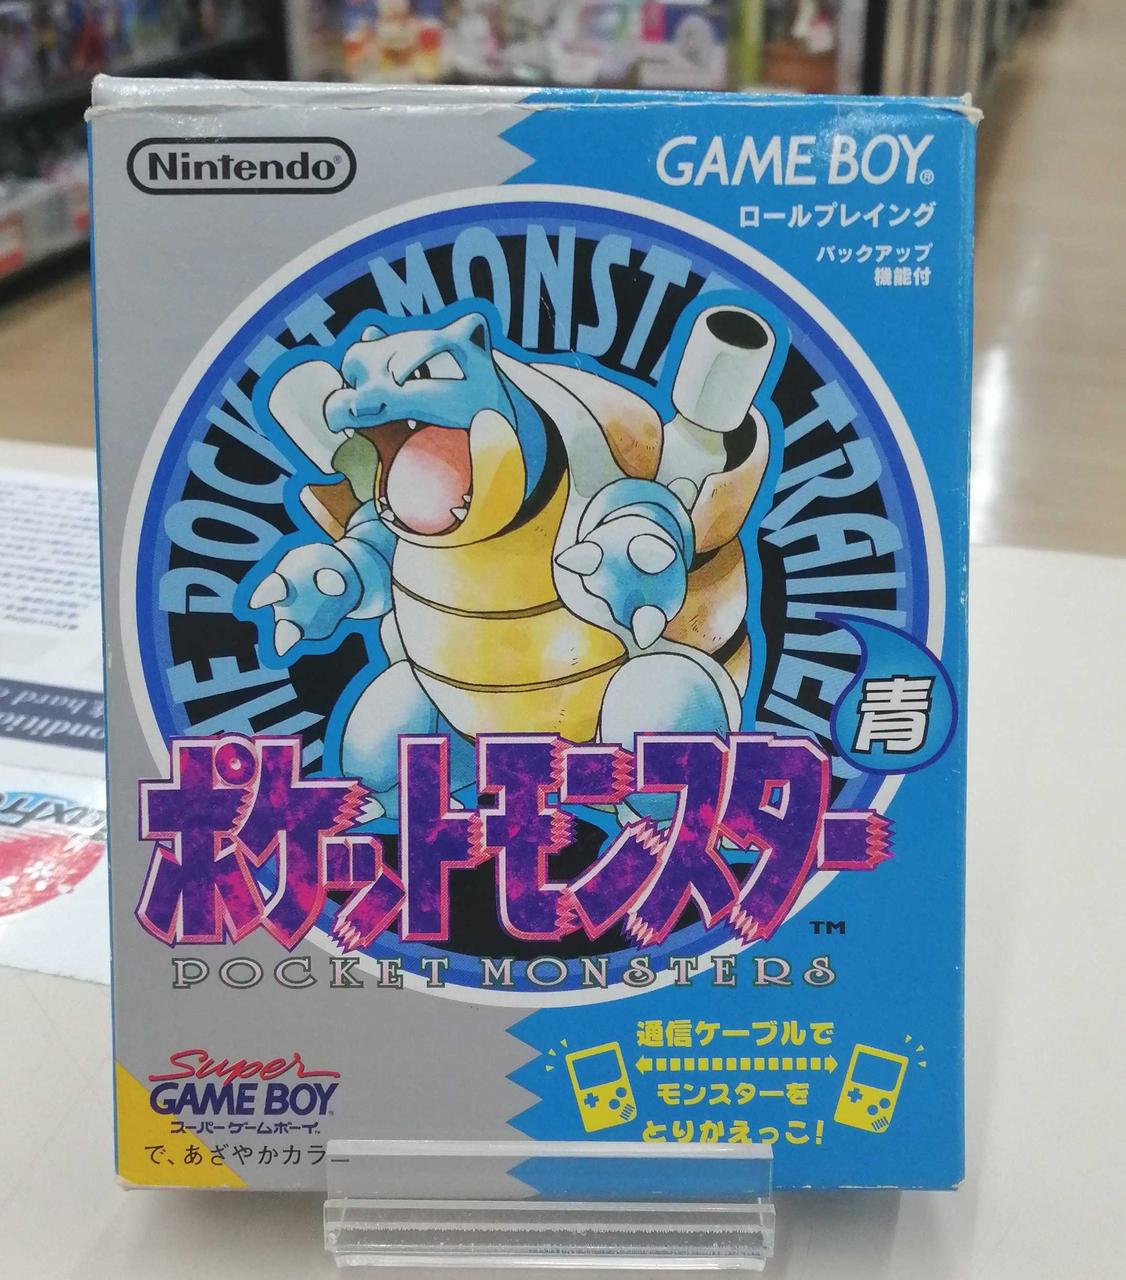 Nintendo®
GAME BOY®
ロールプレイング
バックアップ
機能付
THE POCKET MONSTER TRAINER
青
ポケットモンスター
TM
POCKET MONSTERS
通信ケーブルで
モンスターを
とりかえっこ!
Super
GAME BOY
スーパーゲームボーイ™
で、あざやかカラー